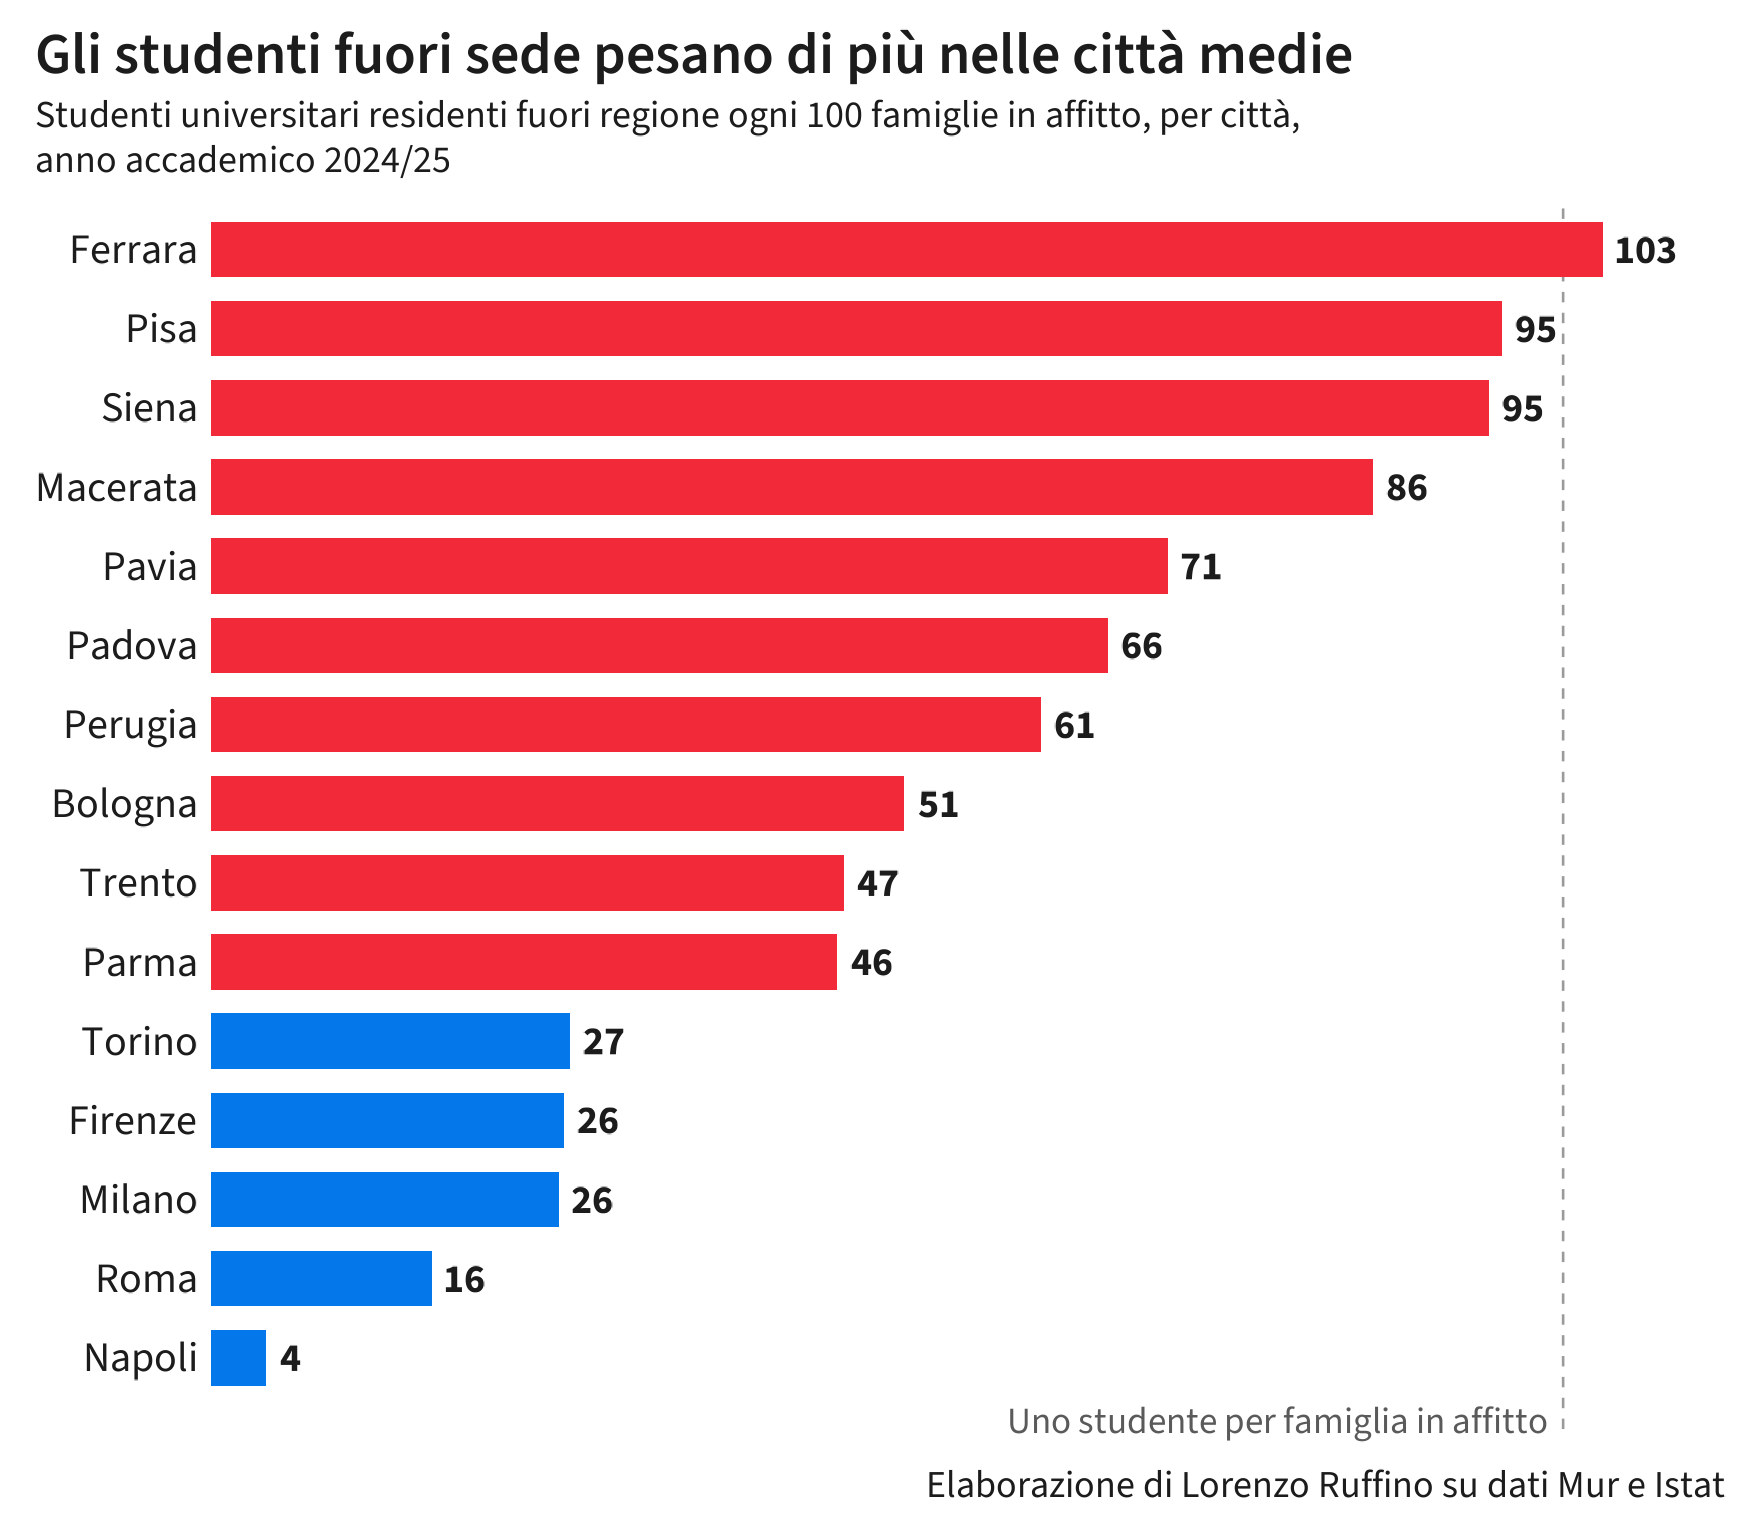 Gli studenti fuori sede pesano di più nelle città medie
Studenti universitari residenti fuori regione ogni 100 famiglie in affitto, per città,
anno accademico 2024/25
Ferrara 103
Pisa 95
Siena 95
Macerata 86
Pavia 71
Padova 66
Perugia 61
Bologna 51
Trento 47
Parma 46
Torino 27
Firenze 26
Milano 26
Roma 16
Napoli 4
Uno studente per famiglia in affitto
Elaborazione di Lorenzo Ruffino su dati Mur e Istat